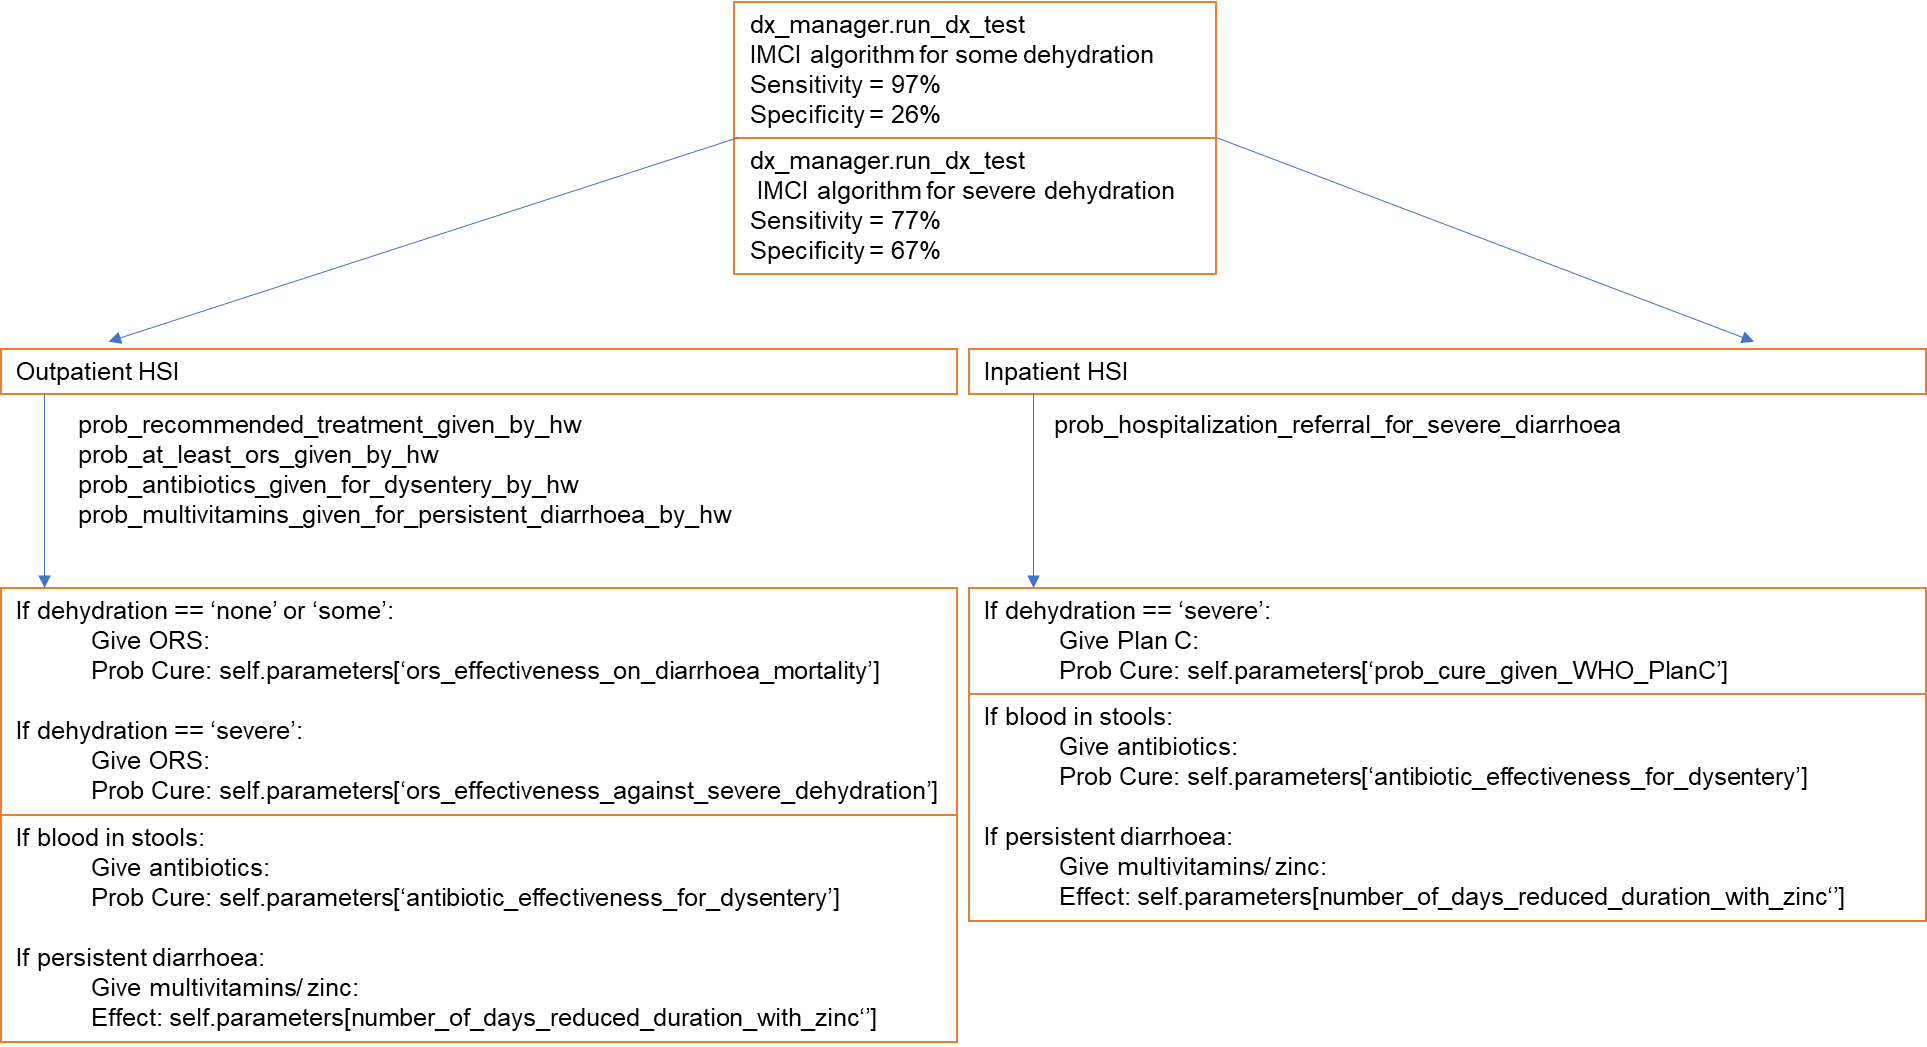 dx_manager.run_dx_test
IMCI algorithm for some dehydration
Sensitivity = 97%
Specificity = 26%
dx_manager.run_dx_test
IMCI algorithm for severe dehydration
Sensitivity = 77%
Specificity = 67%
Outpatient HSI
prob_recommended_treatment_given_by_hw
prob_at_least_ors_given_by_hw
prob_antibiotics_given_for_dysentery_by_hw
prob_multivitamins_given_for_persistent_diarrhoea_by_hw
If dehydration == ‘none’ or ‘some’:
Give ORS:
Prob Cure: self.parameters[‘ors_effectiveness_on_diarrhoea_mortality’]
If dehydration == ‘severe’:
Give ORS:
Prob Cure: self.parameters[‘ors_effectiveness_against_severe_dehydration’]
If blood in stools:
Give antibiotics:
Prob Cure: self.parameters[‘antibiotic_effectiveness_for_dysentery’]
If persistent diarrhoea:
Give multivitamins/ zinc:
Effect: self.parameters[number_of_days_reduced_duration_with_zinc‘’]
Inpatient HSI
prob_hospitalization_referral_for_severe_diarrhoea
If dehydration == ‘severe’:
Give Plan C:
Prob Cure: self.parameters[‘prob_cure_given_WHO_PlanC’]
If blood in stools:
Give antibiotics:
Prob Cure: self.parameters[‘antibiotic_effectiveness_for_dysentery’]
If persistent diarrhoea:
Give multivitamins/ zinc:
Effect: self.parameters[number_of_days_reduced_duration_with_zinc‘’]